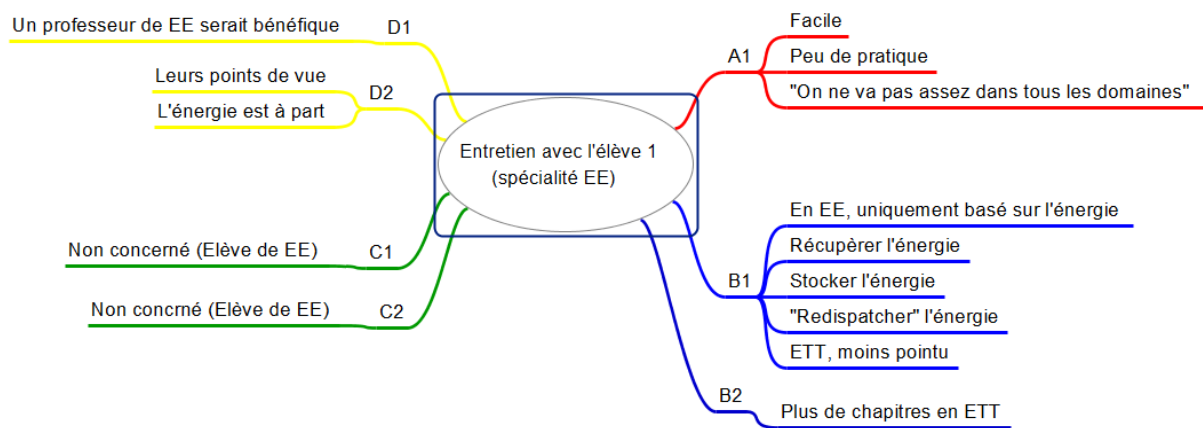 Entretien avec l'élève 1
(spécialité EE)
A1
Facile
Peu de pratique
"On ne va pas assez dans tous les domaines"
B1
En EE, uniquement basé sur l'énergie
Récupèrer l'énergie
Stocker l'énergie
"Redispatcher" l'énergie
ETT, moins pointu
B2
Plus de chapitres en ETT
C1
Non concerné (Elève de EE)
C2
Non concrné (Elève de EE)
D1
Un professeur de EE serait bénéfique
D2
Leurs points de vue
L'énergie est à part